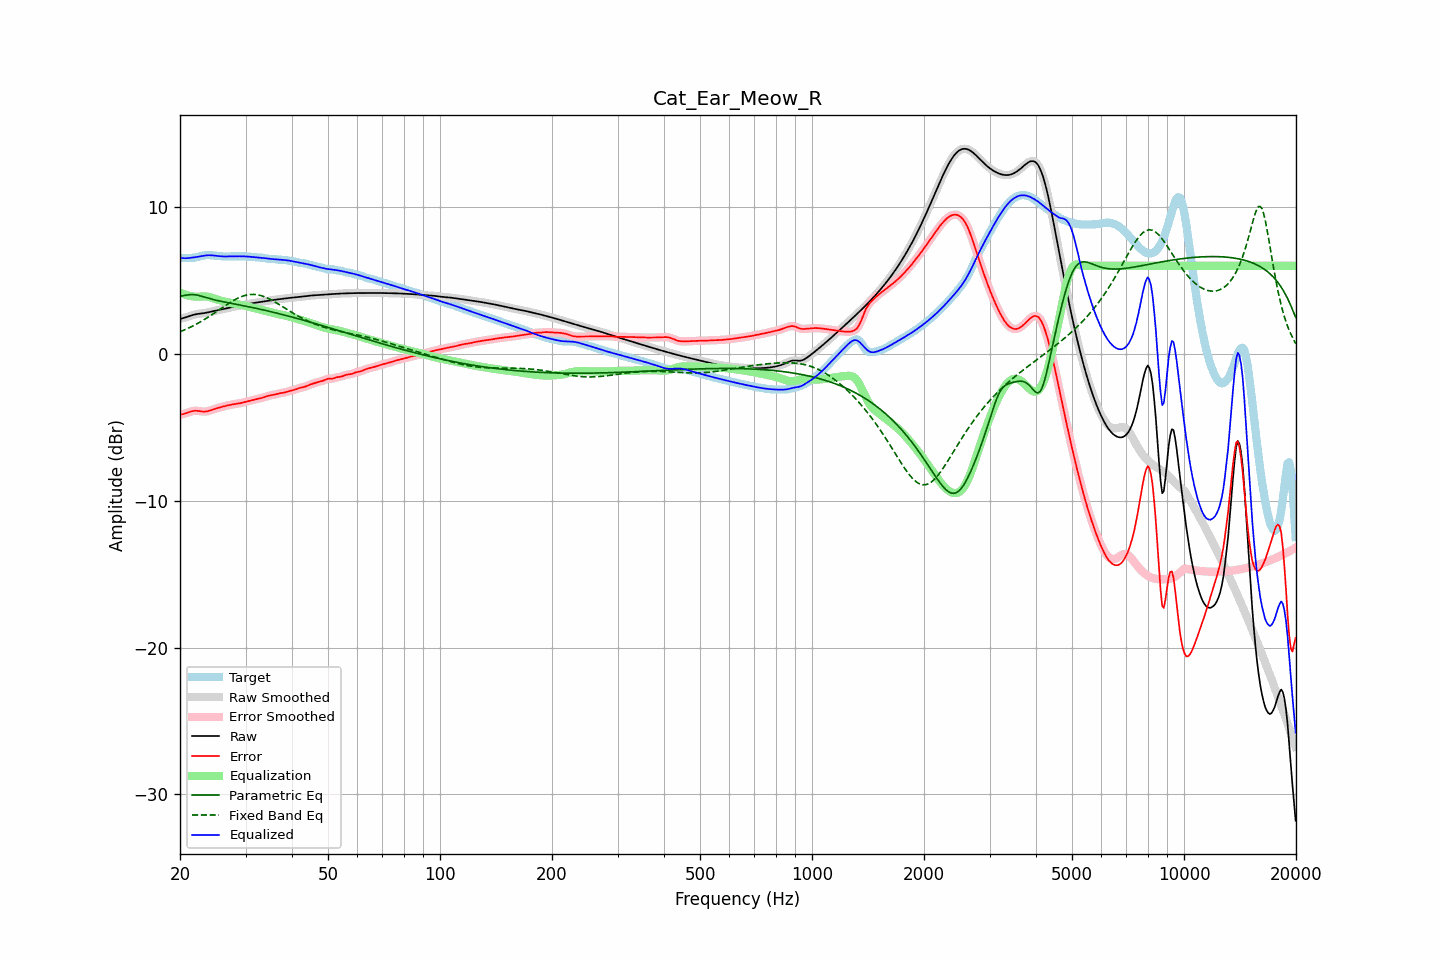 Cat_Ear_Meow_R
Amplitude (dBr)
10
0
−10
−20
−30
Target
Raw Smoothed
Error Smoothed
Raw
Error
Equalization
Parametric Eq
Fixed Band Eq
Equalized
20 50 100 200 500 1000 2000 5000 10000 20000
Frequency (Hz)